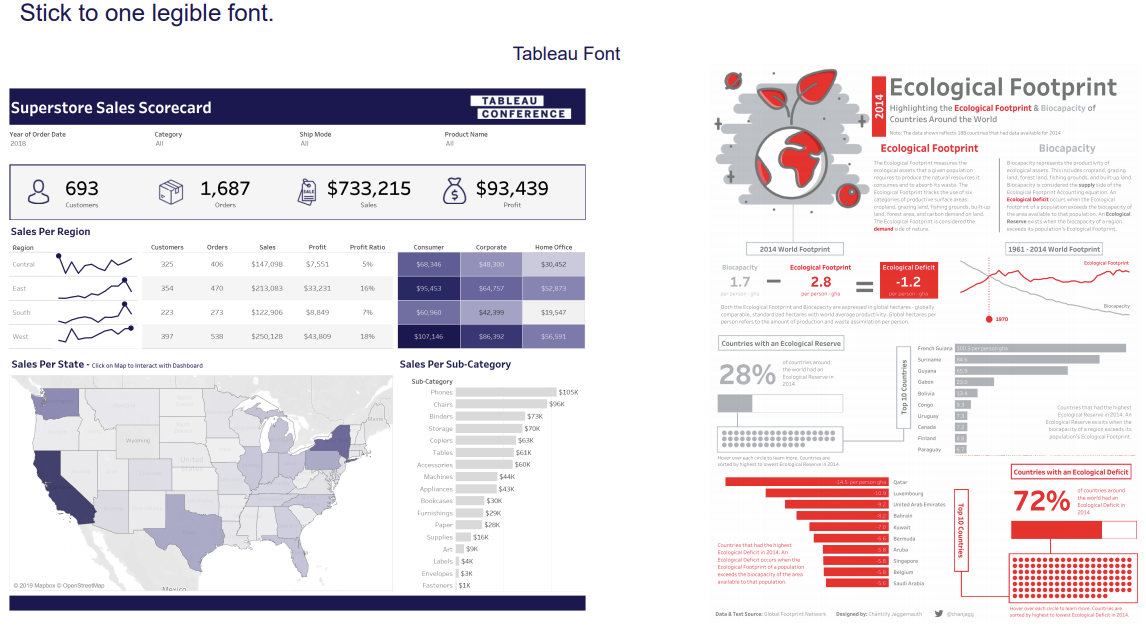 Stick to one legible font.
Tableau Font
Superstore Sales Scorecard
TABLEAU
CONFERENCE
Year of Order Date Category Ship Mode Product Name
2018 All All All
693 1,687 $733,215 $93,439
Customers Orders Sales Profit
Sales Per Region
Region Customers Orders Sales Profit Profit Ratio Consumer Corporate Home Office
Central 325 406 $147,098 $7,551 5% $68,346 $48,300 $30,452
East 354 470 $213,083 $33,231 16% $95,453 $64,757 $52,873
South 223 273 $122,906 $8,849 7% $60,960 $42,399 $19,547
West 397 538 $250,128 $43,809 18% $107,146 $86,392 $56,591
Sales Per State • Click on Map to Interact with Dashboard
Wyoming
United
Maine
Mexico
© 2019 Mapbox © OpenStreetMap
Sales Per Sub-Category
Sub-Category
Phones $105K
Chairs $96K
Binders $73K
Storage $70K
Copiers $63K
Tables $61K
Accessories $60K
Machines $44K
Appliances $43K
Bookcases $30K
Furnishings $29K
Paper $28K
Supplies $16K
Art $9K
Labels $4K
Envelopes $3K
Fasteners $1K
2014
Ecological Footprint
Highlighting the Ecological Footprint & Biocapacity of
Countries Around the World
Note: The data shown reflects 188 countries that had data available for 2014
Ecological Footprint
The Ecological Footprint measures the
ecological assets that a given population
requires to produce the natural resources it
consumes and to absorb its waste. The
Ecological Footprint tracks the use of six
categories of productive surface areas:
cropland, grazing land, fishing grounds, built-up
land, forest area, and carbon demand on land.
The Ecological Footprint is considered the
demand side of nature.
Biocapacity
Biocapacity represents the productivity of
ecological assets. This includes cropland, grazing
land, forest land, fishing grounds, and built-up land.
Biocapacity is considered the supply side of the
Ecological Footprint Accounting equation. An
Ecological Deficit occurs when the Ecological
Footprint of a population exceeds the biocapacity of
the area available to that population. An Ecological
Reserve exists when the biocapacity of a region
exceeds its population's Ecological Footprint.
2014 World Footprint
Biocapacity Ecological Footprint Ecological Deficit
1.7 − 2.8 = -1.2
per person - gha per person - gha per person - gha
Both the Ecological Footprint and Biocapacity are expressed in global hectares - globally
comparable, standardized hectares with world average productivity. Global hectares per
person refers to the amount of production and waste assimilation per person.
1961 - 2014 World Footprint
Ecological Footprint
Biocapacity
1970
Countries with an Ecological Reserve
28%
of countries around
the world had an
Ecological Reserve in
2014
Hover over each circle to learn more. Countries are
sorted by highest to lowest Ecological Reserve in 2014.
Top 10 Countries
French Guiana
Suriname
Guyana
Gabon
Bolivia
Congo
Uruguay
Canada
Finland
Paraguay
Countries that had the highest
Ecological Reserve in 2014. An
Ecological Reserve exists when the
biocapacity of a region exceeds its
population's Ecological Footprint.
Qatar
Luxembourg
United Arab Emirates
Bahrain
Kuwait
Bermuda
Aruba
Singapore
Belgium
Saudi Arabia
Countries that had the highest
Ecological Deficit in 2014. An
Ecological Deficit occurs when the
Ecological Footprint of a population
exceeds the biocapacity of the area
available to that population.
Top 10 Countries
Countries with an Ecological Deficit
72%
of countries around
the world had an
Ecological Deficit in
2014
Hover over each circle to learn more. Countries are
sorted by highest to lowest Ecological Deficit in 2014.
Data & Text Source: Global Footprint Network Designed by: Chantilly Jaggernauth @chanjagg